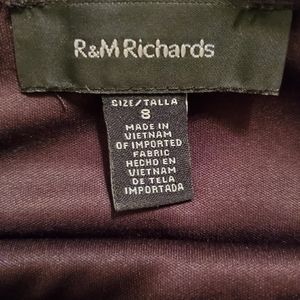 R&M Richards
SIZE/TALLA
8
MADE IN
VIETNAM
OF IMPORTED
FABRIC
HECHO EN
VIETNAM
DE TELA
IMPORTADA